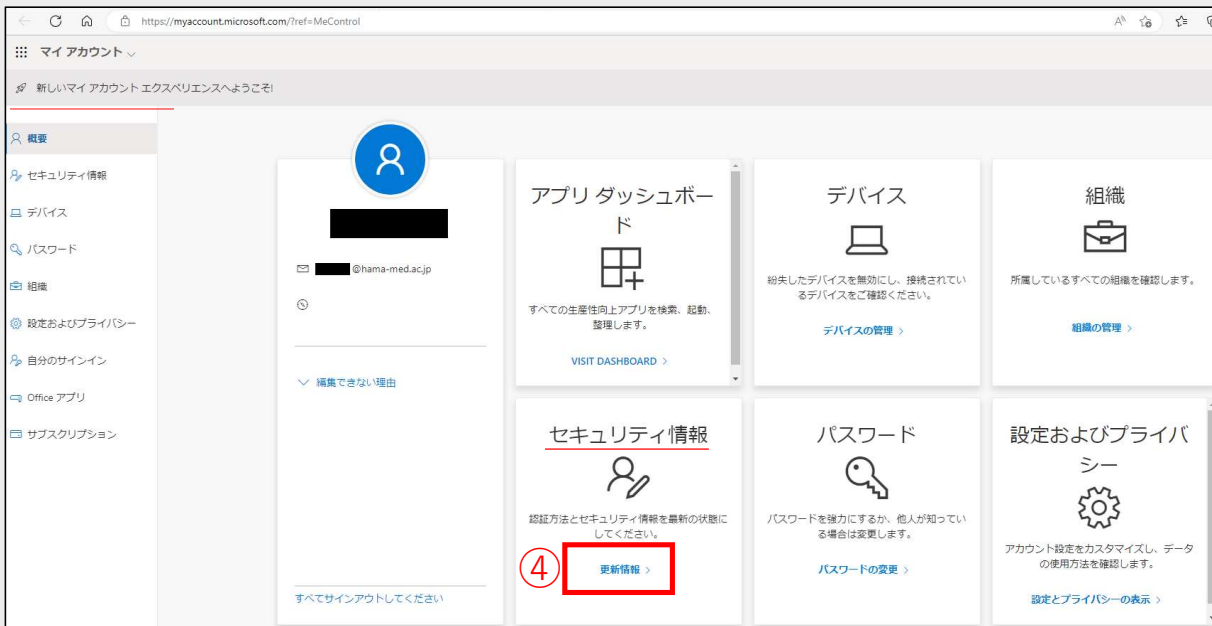 https://myaccount.microsoft.com/?ref=MeControl
マイ アカウント
新しいマイ アカウント エクスペリエンスへようこそ!
概要
セキュリティ情報
デバイス
パスワード
組織
設定およびプライバシー
自分のサインイン
Office アプリ
サブスクリプション
@hama-med.ac.jp
編集できない理由
すべてサインアウトしてください
アプリ ダッシュボー
ド
すべての生産性向上アプリを検索、起動、
整理します。
VISIT DASHBOARD >
デバイス
紛失したデバイスを無効にし、接続されてい
るデバイスをご確認ください。
デバイスの管理 >
組織
所属しているすべての組織を確認します。
組織の管理 >
セキュリティ情報
認証方法とセキュリティ情報を最新の状態に
してください。
④
更新情報 >
パスワード
パスワードを強力にするか、他人が知ってい
る場合は変更します。
パスワードの変更 >
設定およびプライバ
シー
アカウント設定をカスタマイズし、データ
の使用方法を確認します。
設定とプライバシーの表示 >